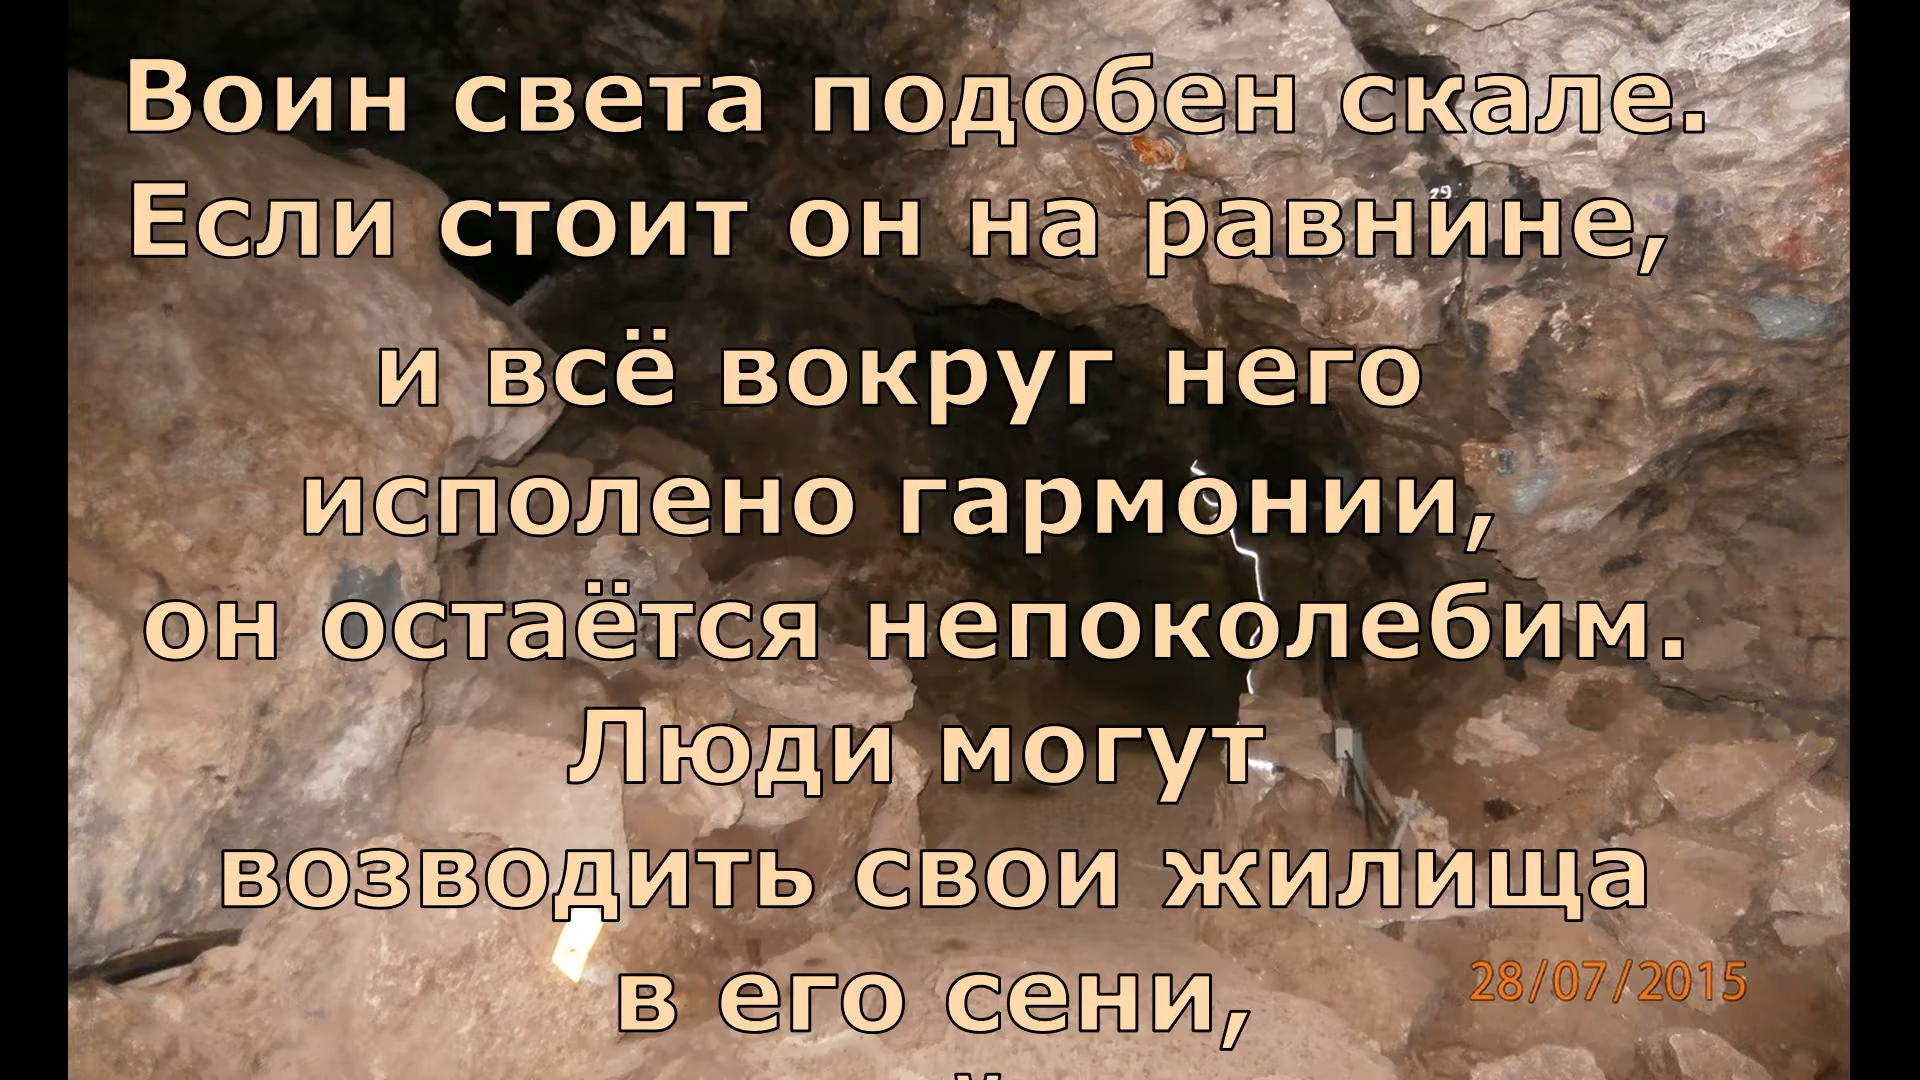 Воин света подобен скале.
Если стоит он на равнине,
и всё вокруг него
исполено гармонии,
он остаётся непоколебим.
Люди могут
возводить свои жилища
в его сени,
28/07/2015
29